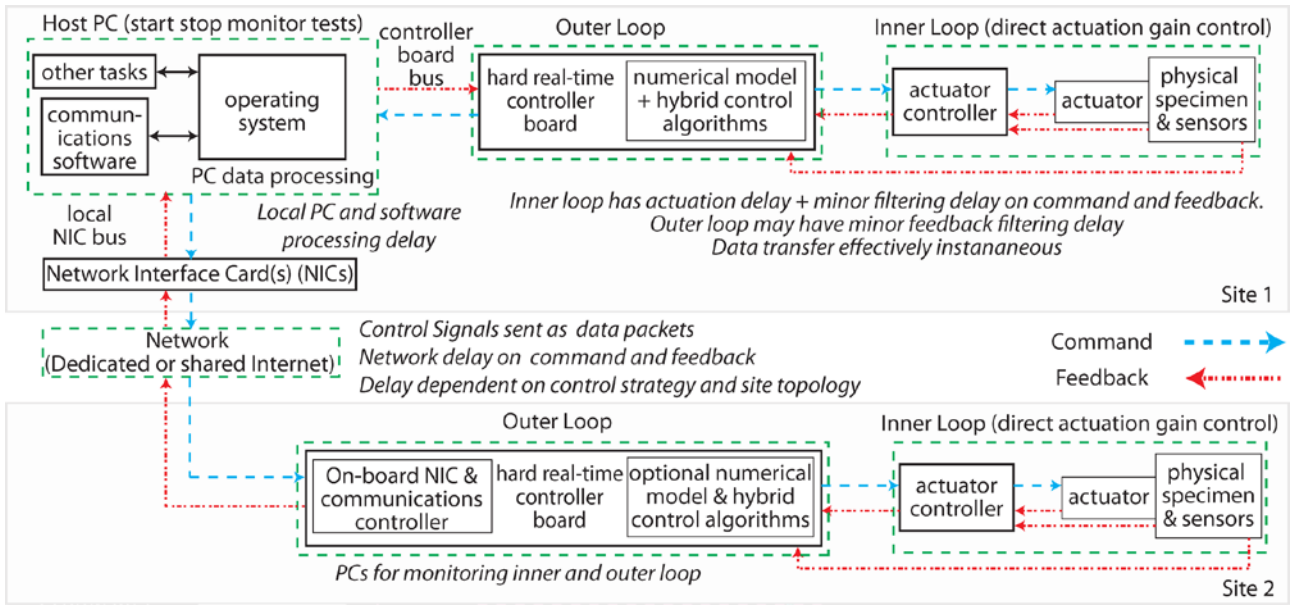 Host PC (start stop monitor tests)
other tasks
commun-
ications
software
operating
system
PC data processing
controller
board
bus
Outer Loop
hard real-time
controller
board
numerical model
+ hybrid control
algorithms
Inner Loop (direct actuation gain control)
actuator
controller
actuator
physical
specimen
& sensors
local
NIC bus
Local PC and software
processing delay
Inner loop has actuation delay + minor filtering delay on command and feedback.
Outer loop may have minor feedback filtering delay
Data transfer effectively instananeous
Network Interface Card(s) (NICs)
Site 1
Network
(Dedicated or shared Internet)
Control Signals sent as data packets
Network delay on command and feedback
Delay dependent on control strategy and site topology
Command
Feedback
Outer Loop
On-board NIC &
communications
controller
hard real-time
controller
board
optional numerical
model & hybrid
control algorithms
Inner Loop (direct actuation gain control)
actuator
controller
actuator
physical
specimen
& sensors
PCs for monitoring inner and outer loop
Site 2